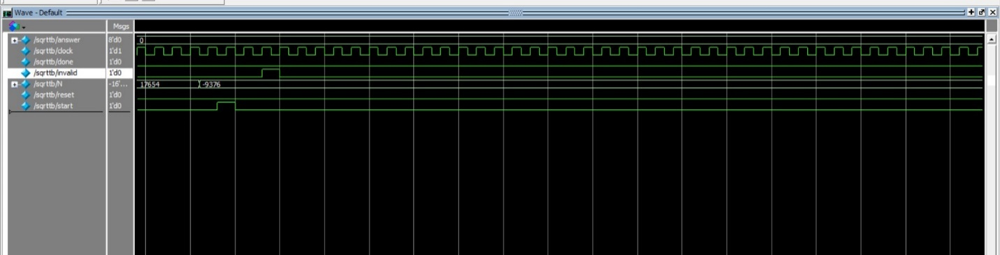 Wave - Default
Msgs
/sqrttb/answer 8'd0 0
/sqrttb/clock 1'd1
/sqrttb/done 1'd0
/sqrttb/invalid 1'd0
/sqrttb/N -16'... 17654 -9376
/sqrttb/reset 1'd0
/sqrttb/start 1'd0